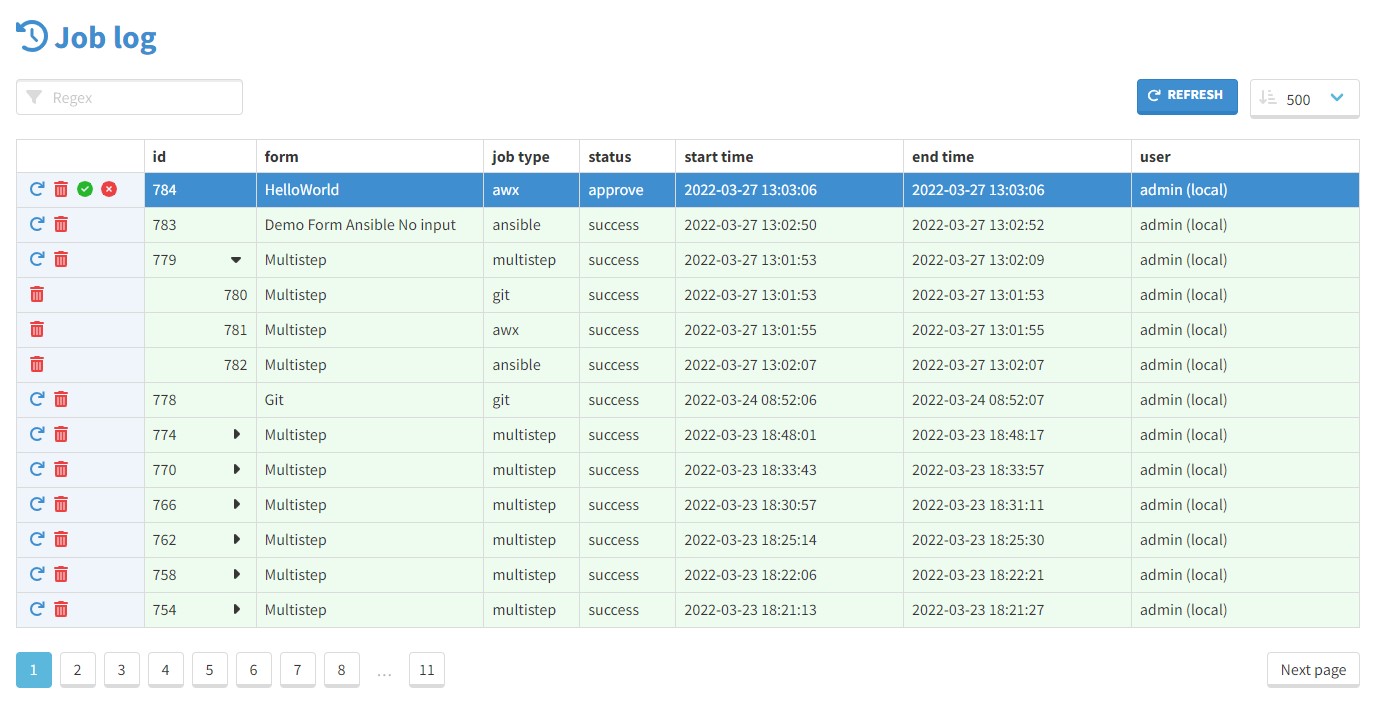 Job log
Regex
REFRESH 500
id form job type status start time end time user
784 HelloWorld awx approve 2022-03-27 13:03:06 2022-03-27 13:03:06 admin (local)
783 Demo Form Ansible No input ansible success 2022-03-27 13:02:50 2022-03-27 13:02:52 admin (local)
779 Multistep multistep success 2022-03-27 13:01:53 2022-03-27 13:02:09 admin (local)
780 Multistep git success 2022-03-27 13:01:53 2022-03-27 13:01:53 admin (local)
781 Multistep awx success 2022-03-27 13:01:55 2022-03-27 13:01:55 admin (local)
782 Multistep ansible success 2022-03-27 13:02:07 2022-03-27 13:02:07 admin (local)
778 Git git success 2022-03-24 08:52:06 2022-03-24 08:52:07 admin (local)
774 Multistep multistep success 2022-03-23 18:48:01 2022-03-23 18:48:17 admin (local)
770 Multistep multistep success 2022-03-23 18:33:43 2022-03-23 18:33:57 admin (local)
766 Multistep multistep success 2022-03-23 18:30:57 2022-03-23 18:31:11 admin (local)
762 Multistep multistep success 2022-03-23 18:25:14 2022-03-23 18:25:30 admin (local)
758 Multistep multistep success 2022-03-23 18:22:06 2022-03-23 18:22:21 admin (local)
754 Multistep multistep success 2022-03-23 18:21:13 2022-03-23 18:21:27 admin (local)
1 2 3 4 5 6 7 8 ... 11 Next page